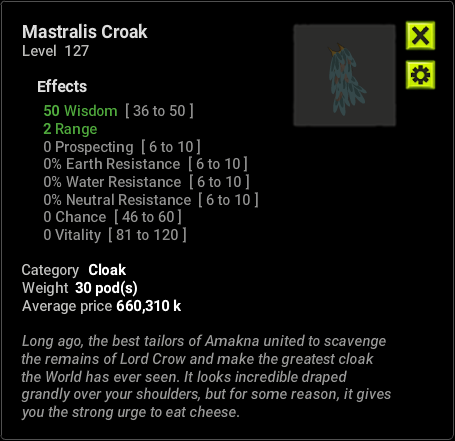 Mastralis Croak
Level 127
Effects
50 Wisdom [ 36 to 50 ]
2 Range
0 Prospecting [ 6 to 10 ]
0% Earth Resistance [ 6 to 10 ]
0% Water Resistance [ 6 to 10 ]
0% Neutral Resistance [ 6 to 10 ]
0 Chance [ 46 to 60 ]
0 Vitality [ 81 to 120 ]
Category Cloak
Weight 30 pod(s)
Average price 660,310 k
Long ago, the best tailors of Amakna united to scavenge
the remains of Lord Crow and make the greatest cloak
the World has ever seen. It looks incredible draped
grandly over your shoulders, but for some reason, it gives
you the strong urge to eat cheese.